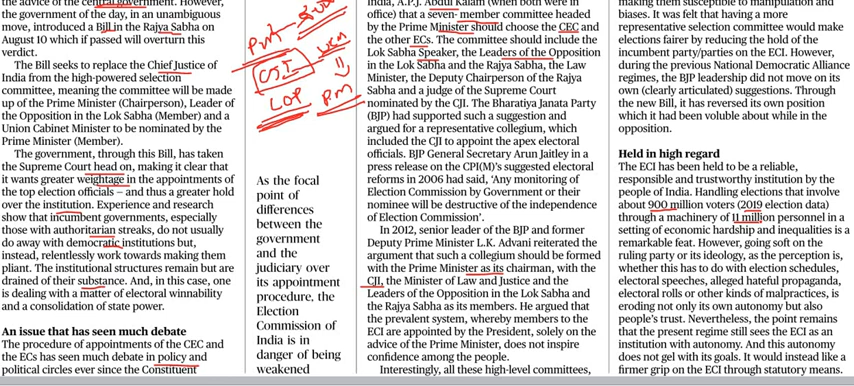 the advice of the central government. However,
the government of the day, in an unambiguous
move, introduced a Bill in the Rajya Sabha on
August 10 which if passed will overturn this
verdict.
The Bill seeks to replace the Chief Justice of
India from the high-powered selection
committee, meaning the committee will be made
up of the Prime Minister (Chairperson), Leader of
the Opposition in the Lok Sabha (Member) and a
Union Cabinet Minister to be nominated by the
Prime Minister (Member).
The government, through this Bill, has taken
the Supreme Court head on, making it clear that
it wants greater weightage in the appointments of
the top election officials – and thus a greater hold
over the institution. Experience and research
show that incumbent governments, especially
those with authoritarian streaks, do not usually
do away with democratic institutions but,
instead, relentlessly work towards making them
pliant. The institutional structures remain but are
drained of their substance. And, in this case, one
is dealing with a matter of electoral winnability
and a consolidation of state power.
An issue that has seen much debate
The procedure of appointments of the CEC and
the ECs has seen much debate in policy and
political circles ever since the Constituent
CJI
LOP
PM
As the focal
point of
differences
between the
government
and the
judiciary over
its appointment
procedure, the
Election
Commission of
India is in
danger of being
weakened
India, A.P.J. Abdul Kalam (when both were in
office) that a seven- member committee headed
by the Prime Minister should choose the CEC and
the other ECs. The committee should include the
Lok Sabha Speaker, the Leaders of the Opposition
in the Lok Sabha and the Rajya Sabha, the Law
Minister, the Deputy Chairperson of the Rajya
Sabha and a judge of the Supreme Court
nominated by the CJI. The Bharatiya Janata Party
(BJP) had supported such a suggestion and
argued for a representative collegium, which
included the CJI to appoint the apex electoral
officials. BJP General Secretary Arun Jaitley in a
press release on the CPI(M)'s suggested electoral
reforms in 2006 had said, ‘Any monitoring of
Election Commission by Government or their
nominee will be destructive of the independence
of Election Commission’.
In 2012, senior leader of the BJP and former
Deputy Prime Minister L.K. Advani reiterated the
argument that such a collegium should be formed
with the Prime Minister as its chairman, with the
CJI, the Minister of Law and Justice and the
Leaders of the Opposition in the Lok Sabha and
the Rajya Sabha as its members. He argued that
the prevalent system, whereby members to the
ECI are appointed by the President, solely on the
advice of the Prime Minister, does not inspire
confidence among the people.
Interestingly, all these high-level committees,
making them susceptible to manipulation and
biases. It was felt that having a more
representative selection committee would make
elections fairer by reducing the hold of the
incumbent party/parties on the ECI. However,
during the previous National Democratic Alliance
regimes, the BJP leadership did not move on its
own (clearly articulated) suggestions. Through
the new Bill, it has reversed its own position
which it had been voluble about while in the
opposition.
Held in high regard
The ECI has been held to be a reliable,
responsible and trustworthy institution by the
people of India. Handling elections that involve
about 900 million voters (2019 election data)
through a machinery of 11 million personnel in a
setting of economic hardship and inequalities is a
remarkable feat. However, going soft on the
ruling party or its ideology, as the perception is,
whether this has to do with election schedules,
electoral speeches, alleged hateful propaganda,
electoral rolls or other kinds of malpractices, is
eroding not only its own autonomy but also
people's trust. Nevertheless, the point remains
that the present regime still sees the ECI as an
institution with autonomy. And this autonomy
does not gel with its goals. It would instead like a
firmer grip on the ECI through statutory means.